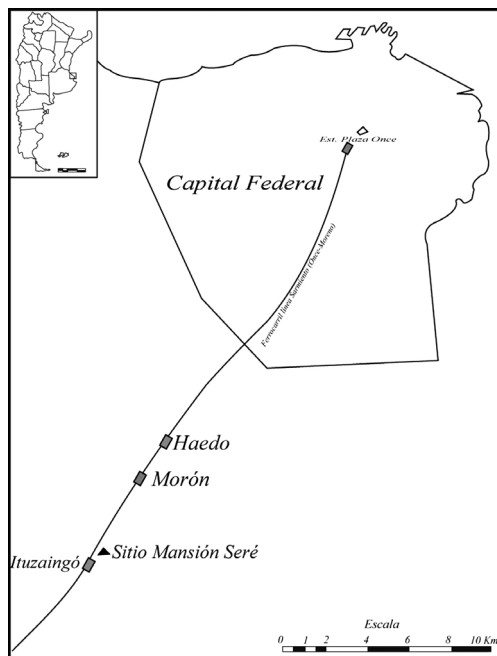 Est. Plaza Once
Capital Federal
Ferrocarril linea Sarmiento (Once-Moreno)
Haedo
Morón
Sitio Mansión Seré
Ituzaingó
Escala
0 1 2 4 6 8 10 Km